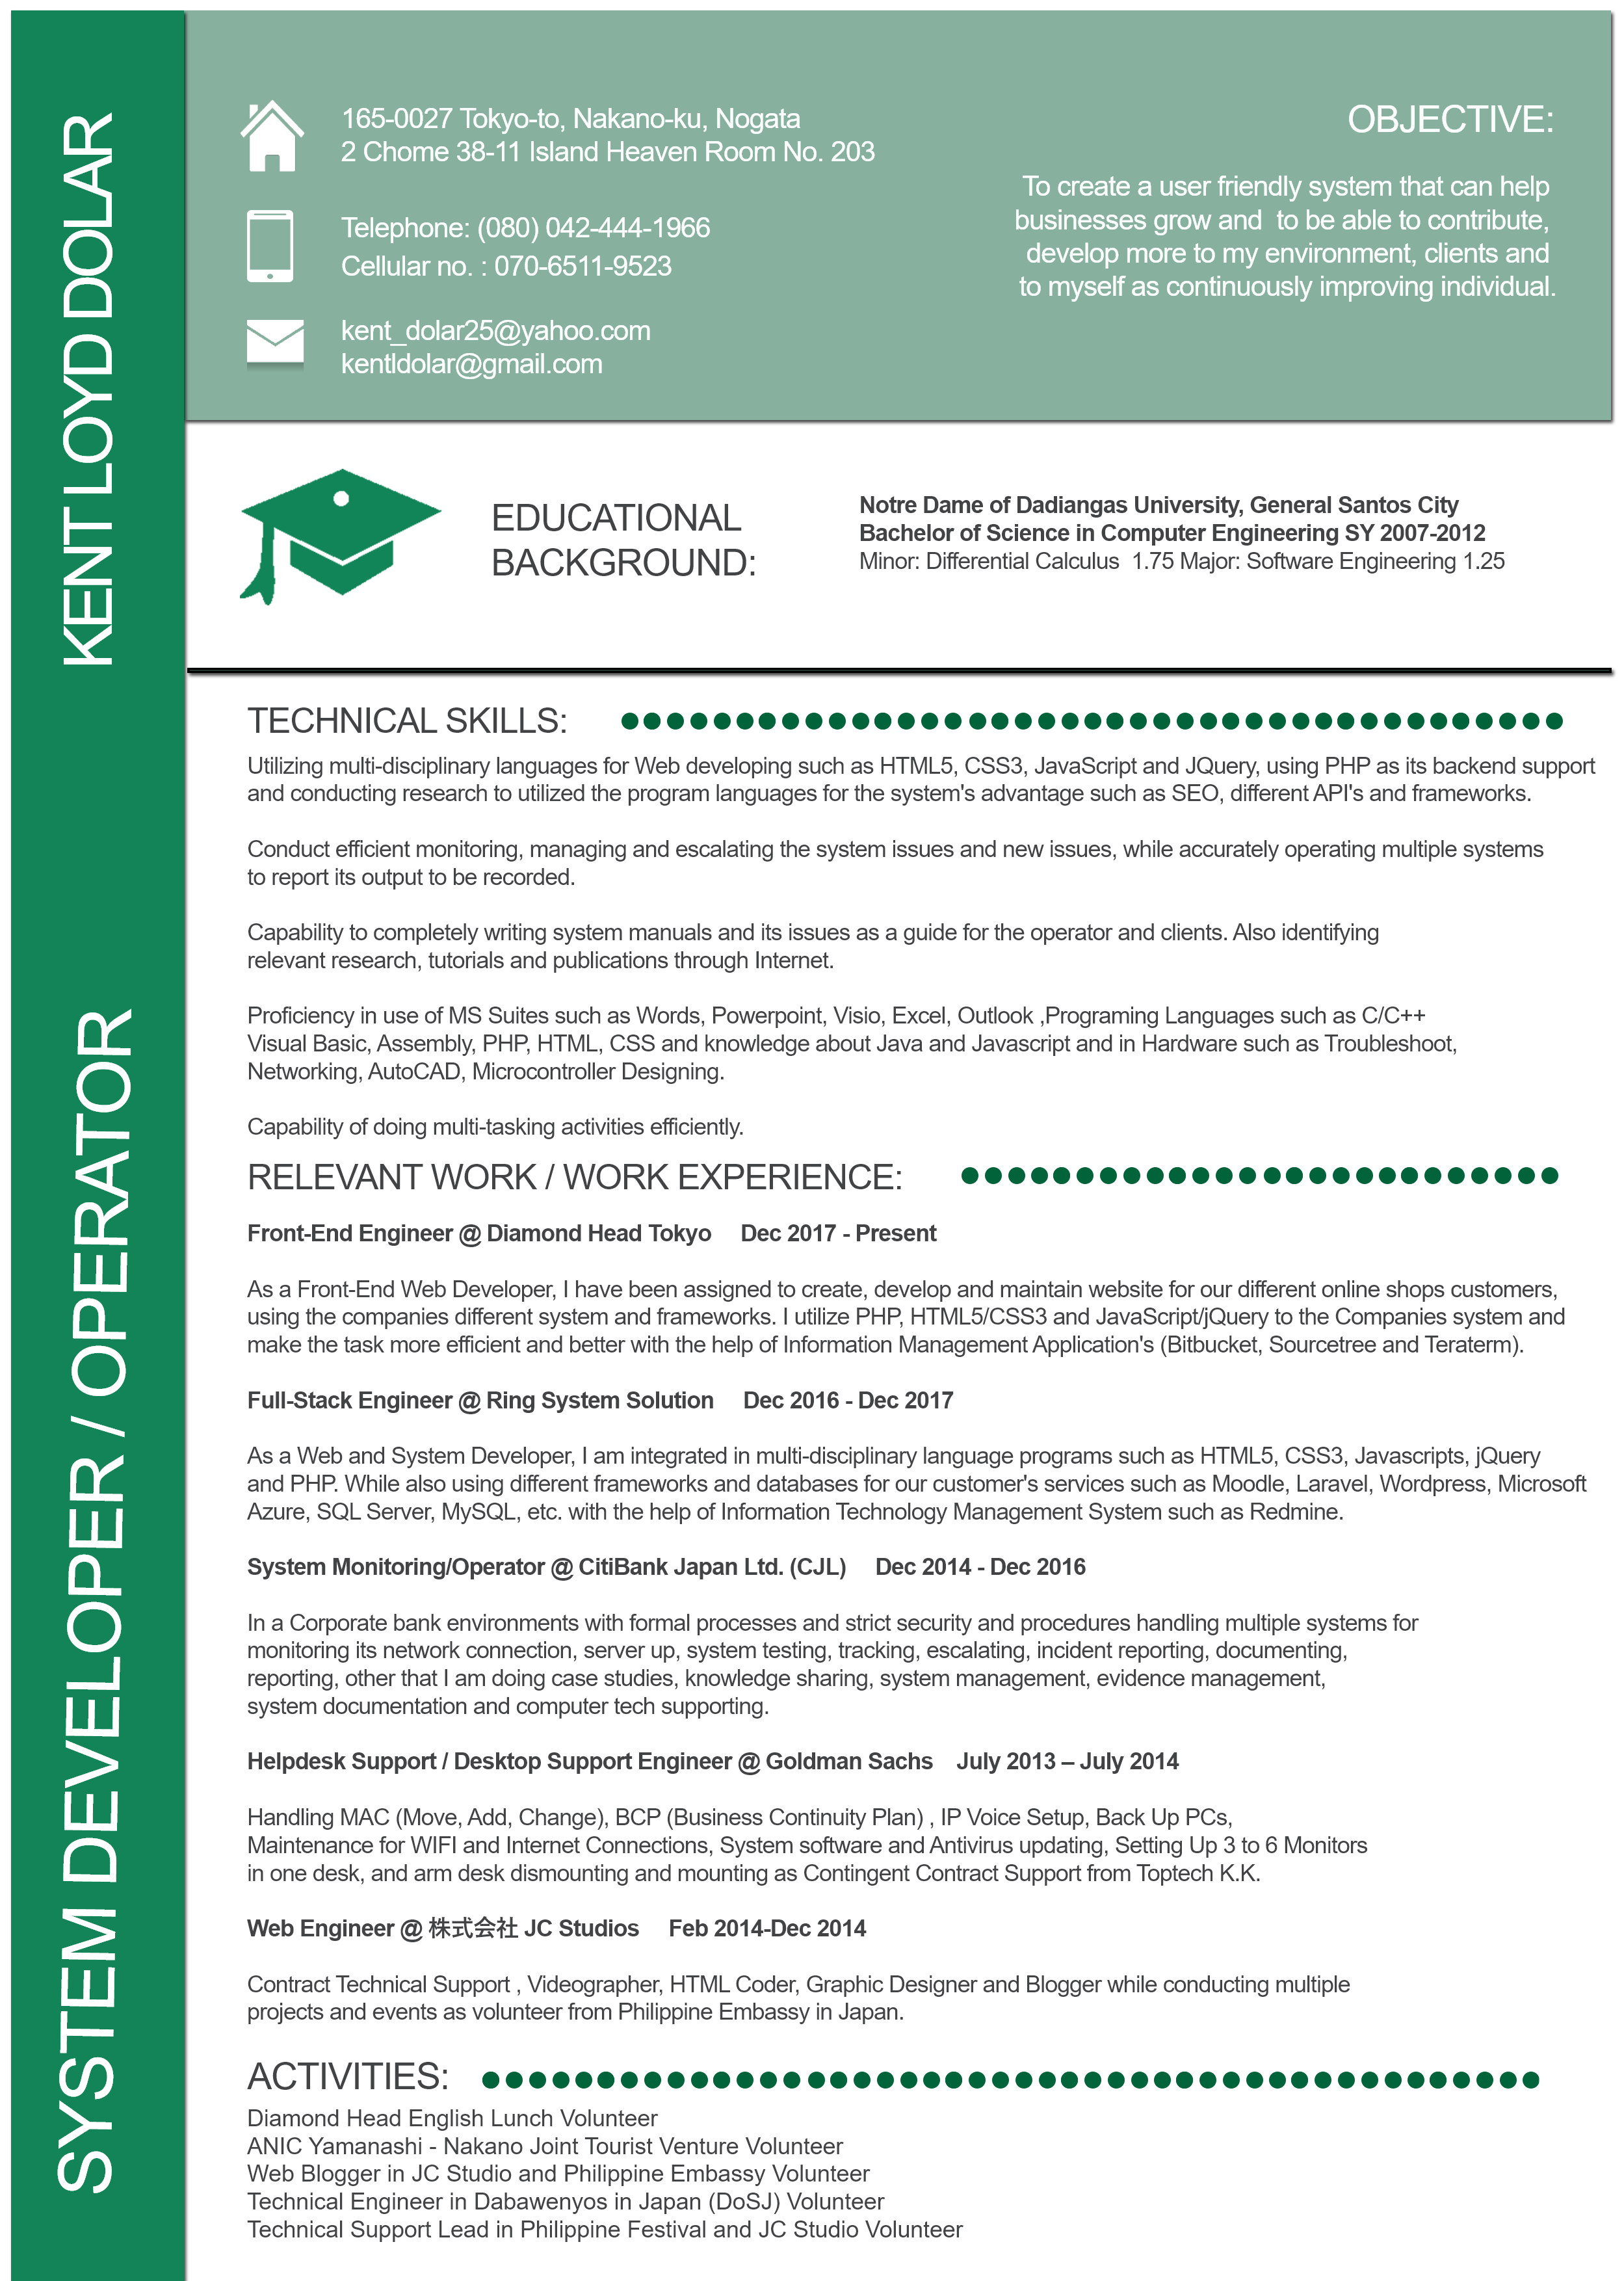 KENT LOYD DOLAR
SYSTEM DEVELOPER / OPERATOR
165-0027 Tokyo-to, Nakano-ku, Nogata
2 Chome 38-11 Island Heaven Room No. 203
Telephone: (080) 042-444-1966
Cellular no. : 070-6511-9523
kent_dolar25@yahoo.com
kentldolar@gmail.com
OBJECTIVE:
To create a user friendly system that can help
businesses grow and  to be able to contribute,
develop more to my environment, clients and
to myself as continuously improving individual.
EDUCATIONAL
BACKGROUND:
Notre Dame of Dadiangas University, General Santos City
Bachelor of Science in Computer Engineering SY 2007-2012
Minor: Differential Calculus  1.75 Major: Software Engineering 1.25
TECHNICAL SKILLS:
Utilizing multi-disciplinary languages for Web developing such as HTML5, CSS3, JavaScript and JQuery, using PHP as its backend support
and conducting research to utilized the program languages for the system's advantage such as SEO, different API's and frameworks.
Conduct efficient monitoring, managing and escalating the system issues and new issues, while accurately operating multiple systems
to report its output to be recorded.
Capability to completely writing system manuals and its issues as a guide for the operator and clients. Also identifying
relevant research, tutorials and publications through Internet.
Proficiency in use of MS Suites such as Words, Powerpoint, Visio, Excel, Outlook ,Programing Languages such as C/C++
Visual Basic, Assembly, PHP, HTML, CSS and knowledge about Java and Javascript and in Hardware such as Troubleshoot,
Networking, AutoCAD, Microcontroller Designing.
Capability of doing multi-tasking activities efficiently.
RELEVANT WORK / WORK EXPERIENCE:
Front-End Engineer @ Diamond Head Tokyo     Dec 2017 - Present
As a Front-End Web Developer, I have been assigned to create, develop and maintain website for our different online shops customers,
using the companies different system and frameworks. I utilize PHP, HTML5/CSS3 and JavaScript/jQuery to the Companies system and
make the task more efficient and better with the help of Information Management Application's (Bitbucket, Sourcetree and Teraterm).
Full-Stack Engineer @ Ring System Solution     Dec 2016 - Dec 2017
As a Web and System Developer, I am integrated in multi-disciplinary language programs such as HTML5, CSS3, Javascripts, jQuery
and PHP. While also using different frameworks and databases for our customer's services such as Moodle, Laravel, Wordpress, Microsoft
Azure, SQL Server, MySQL, etc. with the help of Information Technology Management System such as Redmine.
System Monitoring/Operator @ CitiBank Japan Ltd. (CJL)     Dec 2014 - Dec 2016
In a Corporate bank environments with formal processes and strict security and procedures handling multiple systems for
monitoring its network connection, server up, system testing, tracking, escalating, incident reporting, documenting,
reporting, other that I am doing case studies, knowledge sharing, system management, evidence management,
system documentation and computer tech supporting.
Helpdesk Support / Desktop Support Engineer @ Goldman Sachs    July 2013 – July 2014
Handling MAC (Move, Add, Change), BCP (Business Continuity Plan) , IP Voice Setup, Back Up PCs,
Maintenance for WIFI and Internet Connections, System software and Antivirus updating, Setting Up 3 to 6 Monitors
in one desk, and arm desk dismounting and mounting as Contingent Contract Support from Toptech K.K.
Web Engineer @ 株式会社 JC Studios     Feb 2014-Dec 2014
Contract Technical Support , Videographer, HTML Coder, Graphic Designer and Blogger while conducting multiple
projects and events as volunteer from Philippine Embassy in Japan.
ACTIVITIES:
Diamond Head English Lunch Volunteer
ANIC Yamanashi - Nakano Joint Tourist Venture Volunteer
Web Blogger in JC Studio and Philippine Embassy Volunteer
Technical Engineer in Dabawenyos in Japan (DoSJ) Volunteer
Technical Support Lead in Philippine Festival and JC Studio Volunteer